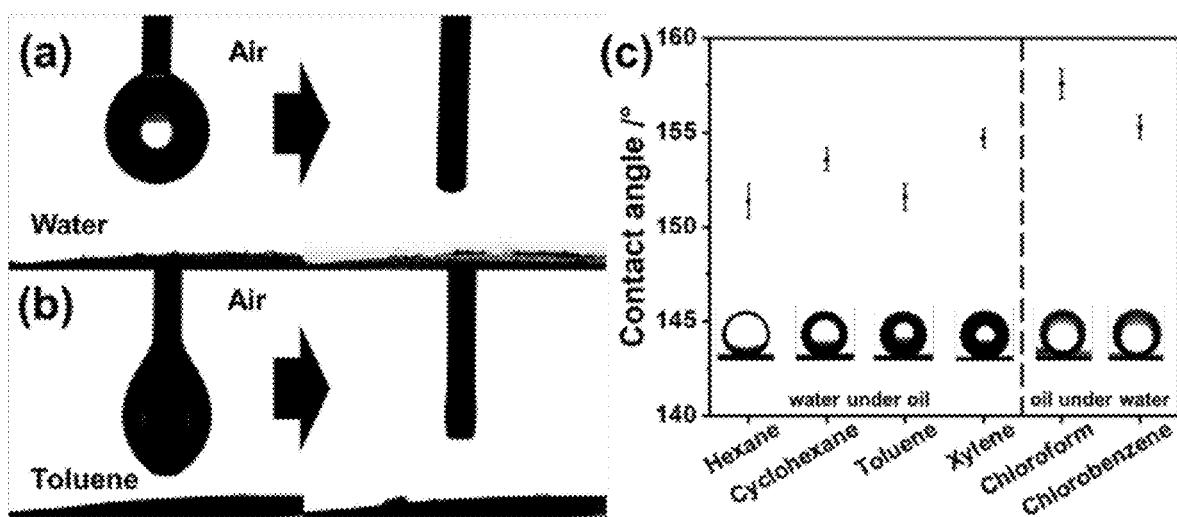 (a)
Air
Water
(b)
Air
Toluene
(c)
Contact angle /°
160
155
150
145
140
water under oil
oil under water
Hexane
Cyclohexane
Toluene
Xylene
Chloroform
Chlorobenzene